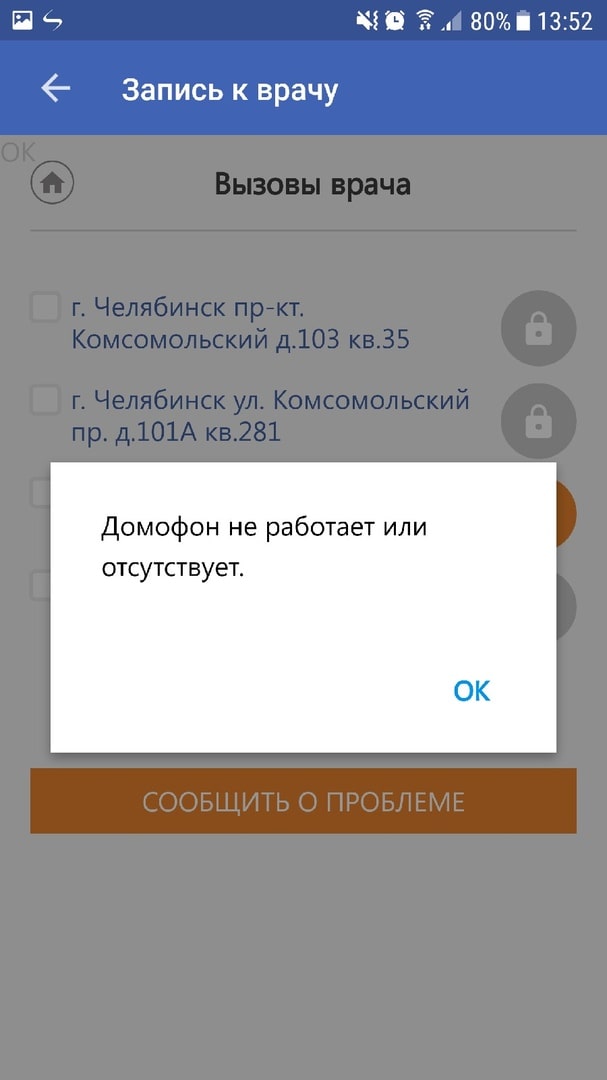 80% 13:52
Запись к врачу
OK
Вызовы врача
г. Челябинск пр-кт.
Комсомольский д.103 кв.35
г. Челябинск ул. Комсомольский
пр. д.101А кв.281
Домофон не работает или
отсутствует.
ОК
СООБЩИТЬ О ПРОБЛЕМЕ